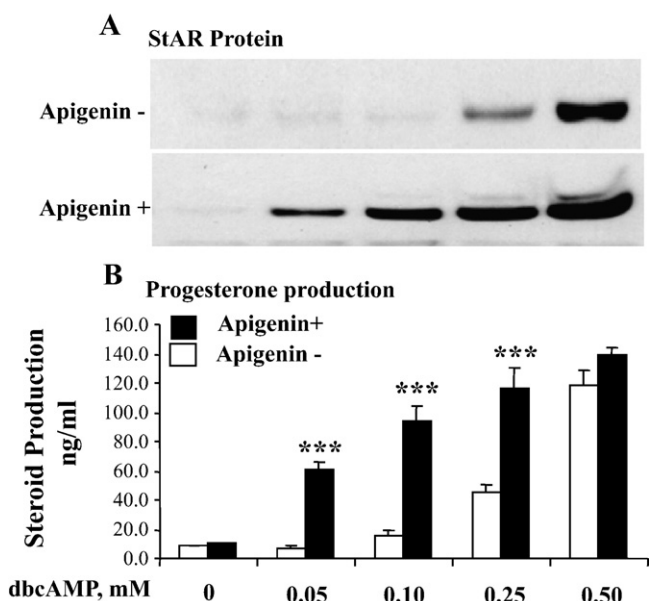 A
StAR Protein
Apigenin -
Apigenin +
B
Progesterone production
160.0
140.0
120.0
100.0
80.0
60.0
40.0
20.0
0.0
Steroid Production
ng/ml
Apigenin+
Apigenin -
***
***
***
dbcAMP, mM 0 0.05 0.10 0.25 0.50